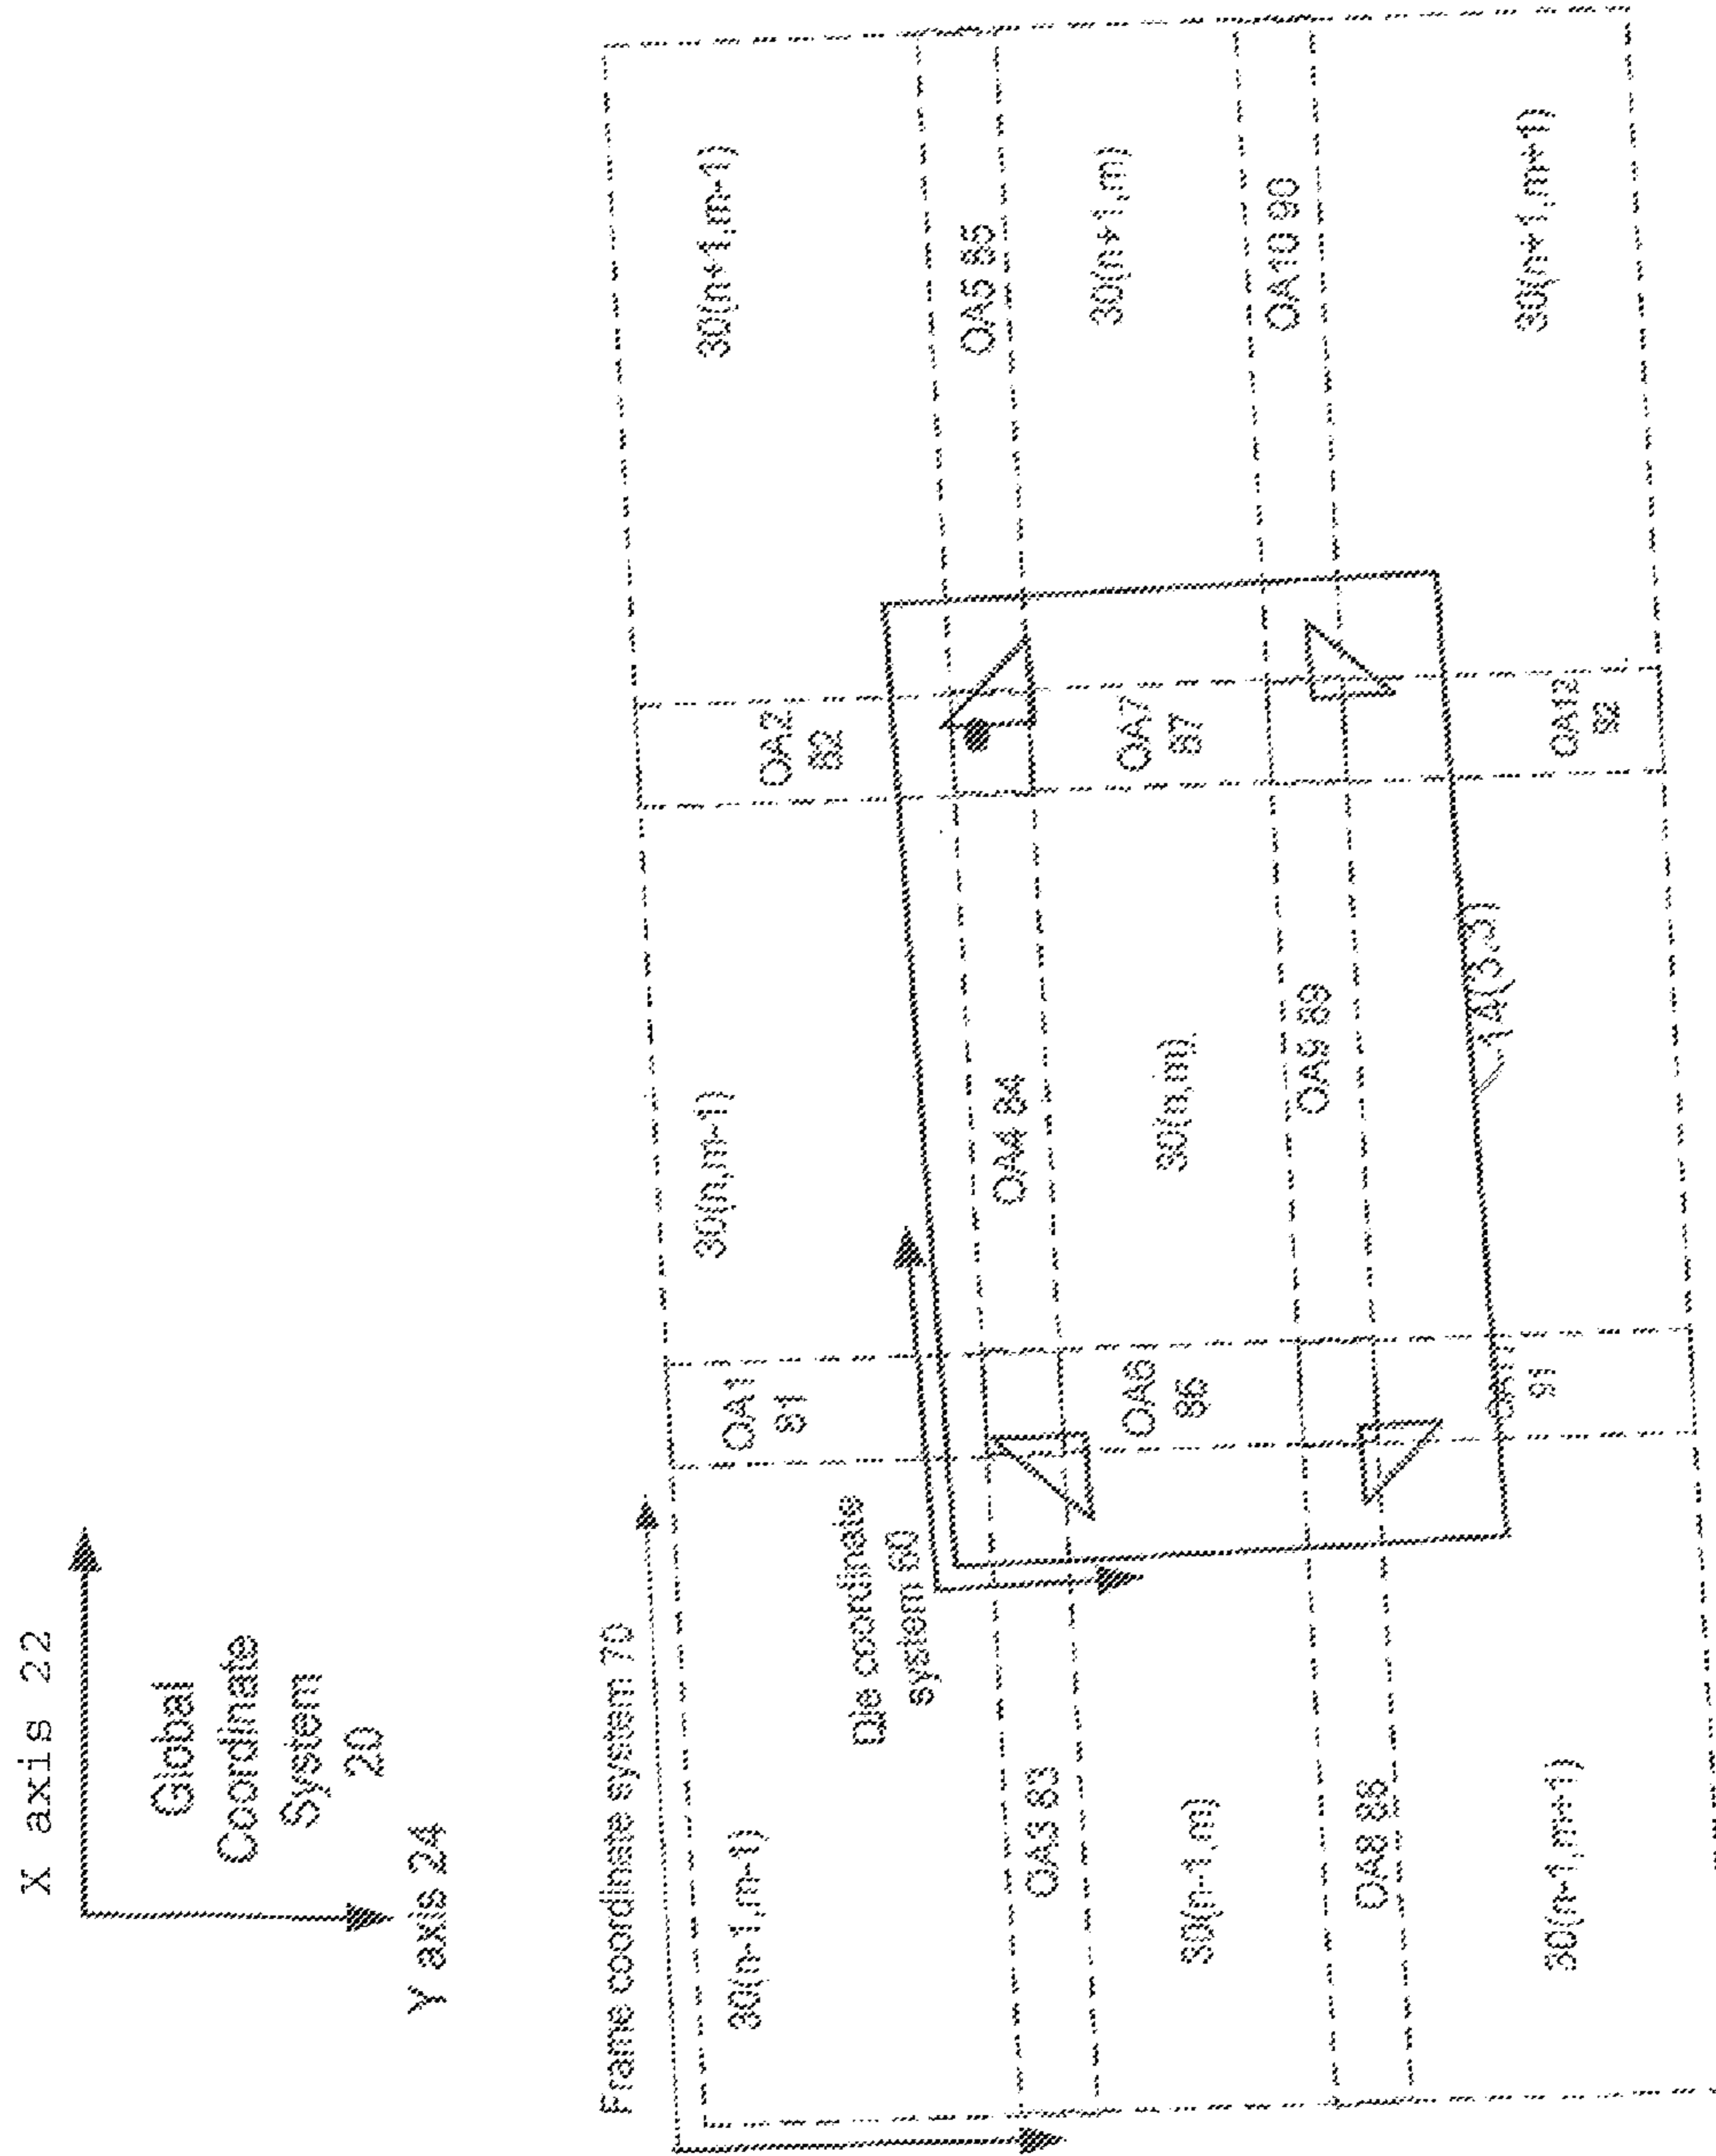 X axis 22
Global
Coordinate
System
20
Y axis 24
Frame coordinate system 70
30(n-1,m-1)
OA1
81
30(n,m-1)
OA2
82
30(n+1,m-1)
Die coordinate
system 60
OA3 83
OA4 84
OA5 85
30(n-1,m)
OA6
86
30(n,m)
OA7
87
30(n+1,m)
OA8 88
OA9 89
OA10 90
30(n-1,m+1)
OA11
91
14(3,3)
OA12
92
30(n+1,m+1)